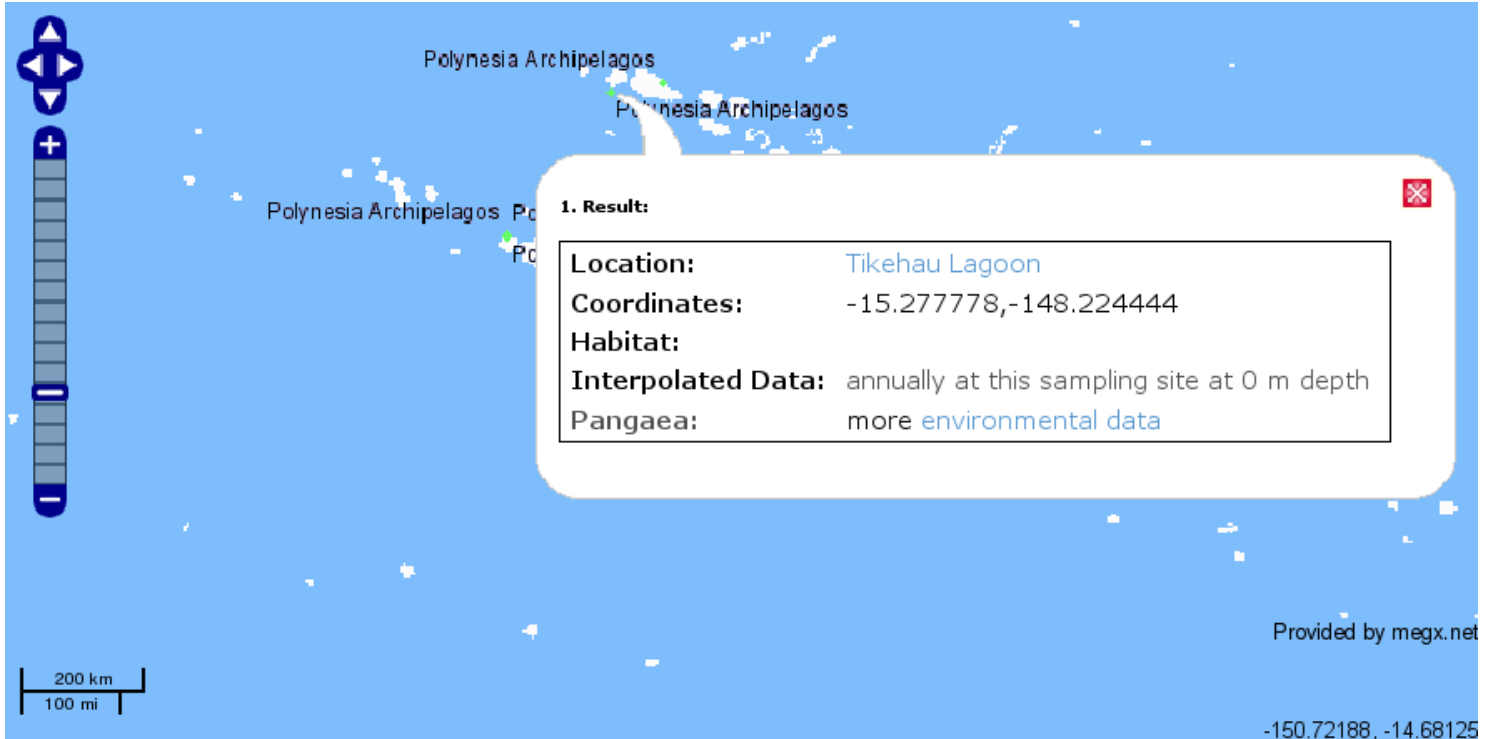 Polynesia Archipelagos
Polynesia Archipelagos
Polynesia Archipelagos Po
Po
1. Result:
Location: Tikehau Lagoon
Coordinates: -15.277778,-148.224444
Habitat:
Interpolated Data: annually at this sampling site at 0 m depth
Pangaea: more environmental data
Provided by megx.net
200 km
100 mi
-150.72188, -14.68125